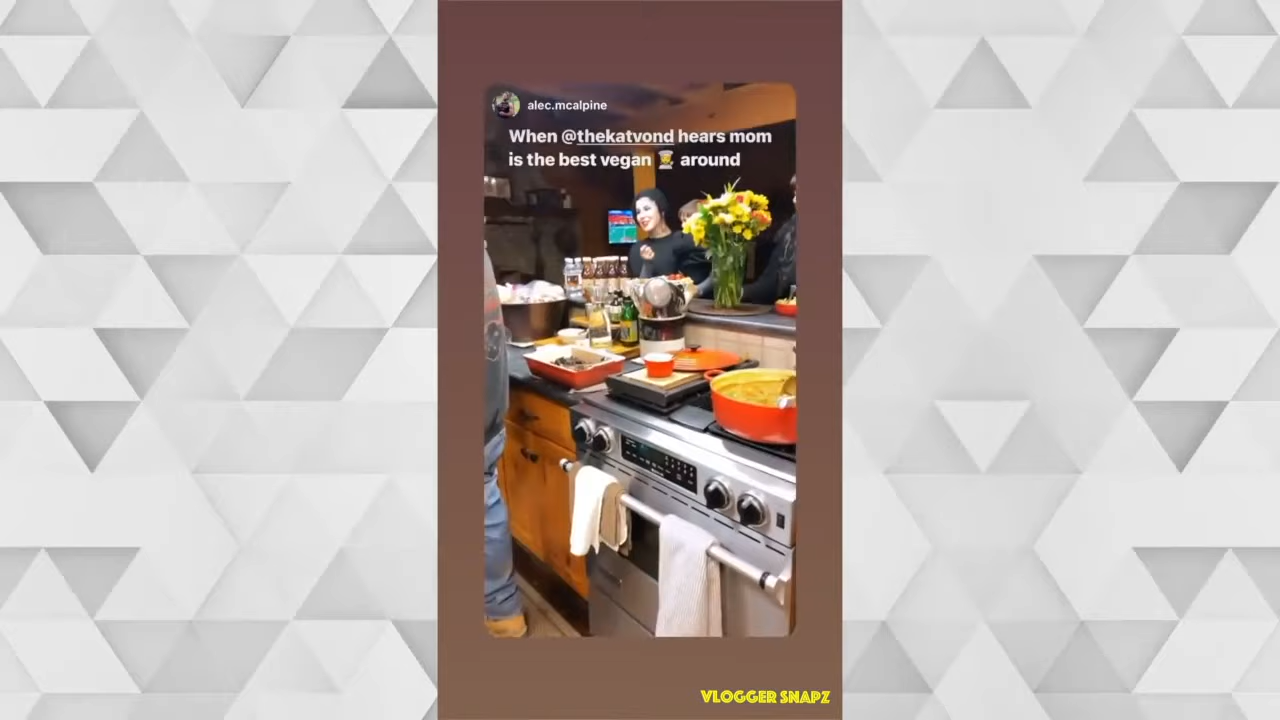 alec.mcalpine
When @thekatvond hears mom
is the best vegan 👩‍🍳 around
VLOGGER SNAPZ